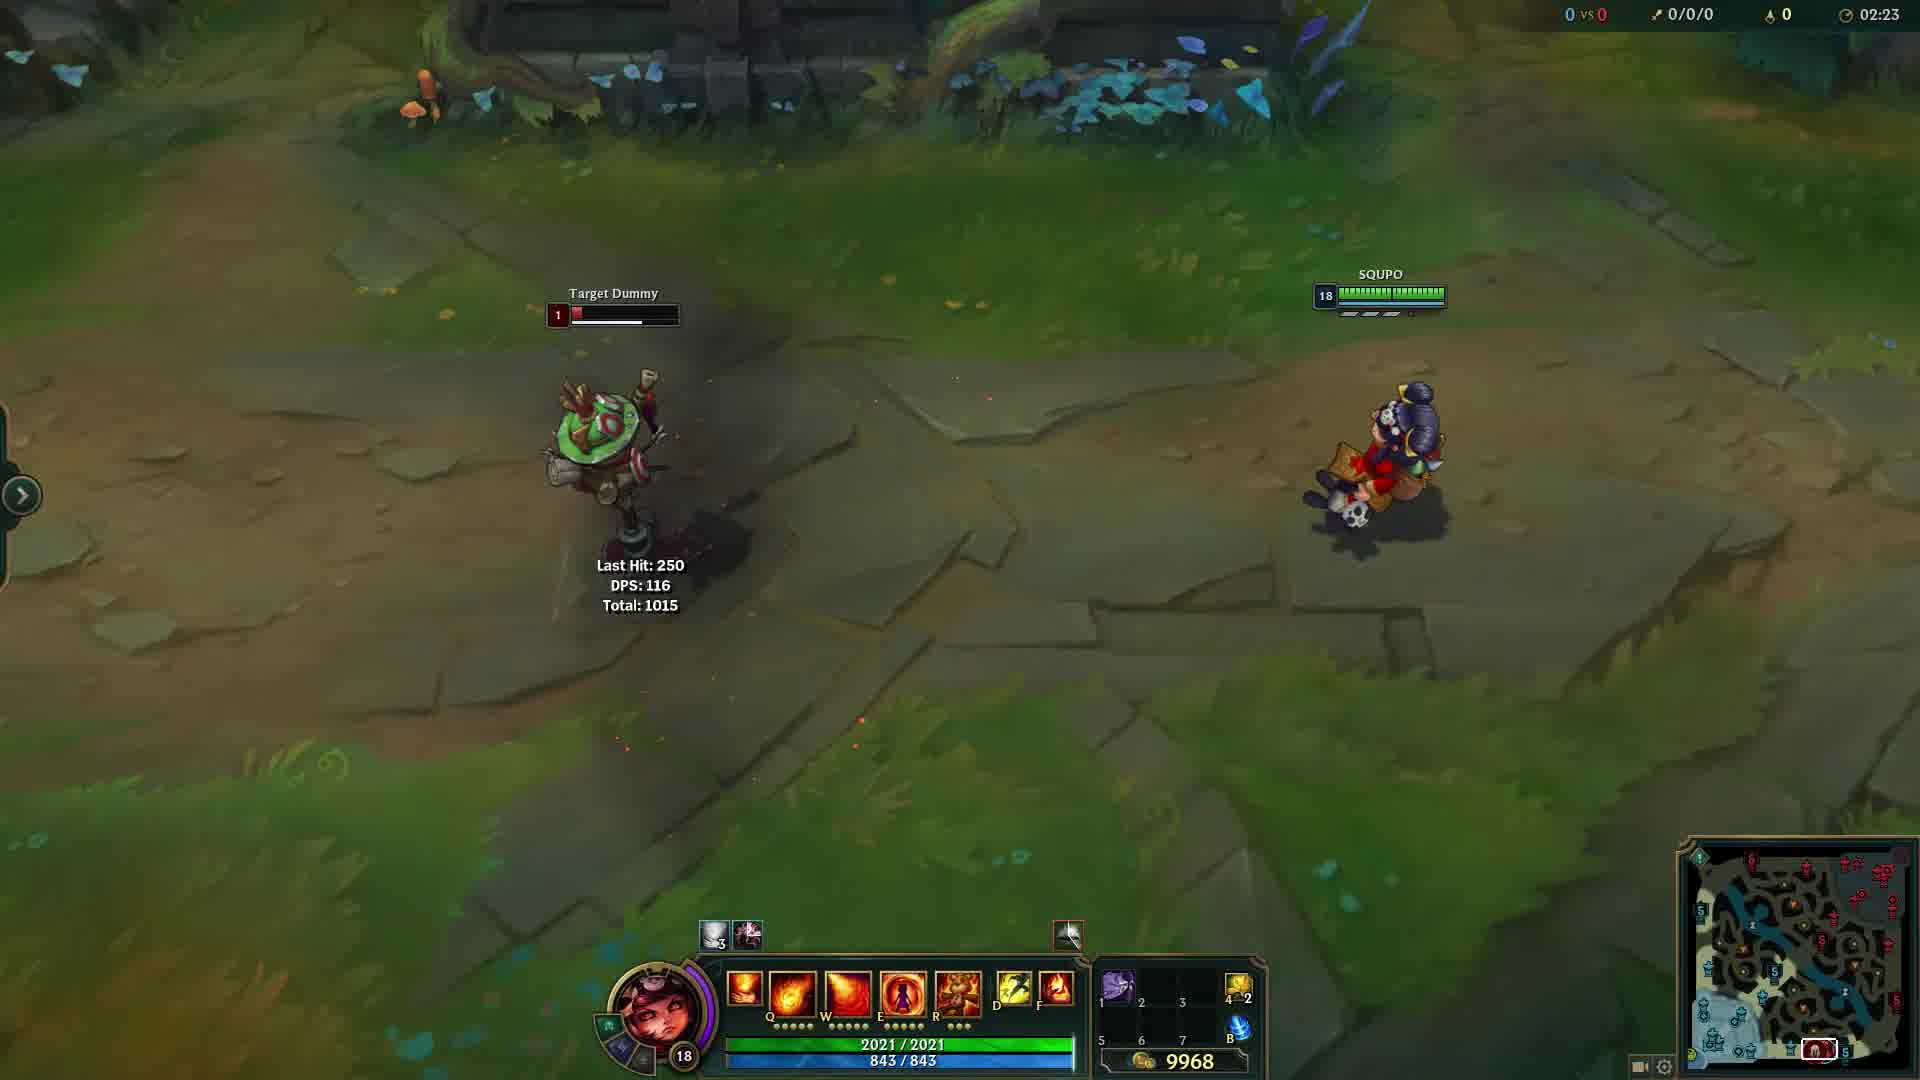 0 vs 0 0/0/0 0 02:23
SQUPO
18
Target Dummy
1
Last Hit: 250
DPS: 116
Total: 1015
3
Q W E R D F
18
2021 / 2021
843 / 843
1 2 3 4 2
5 6 7 B
9968